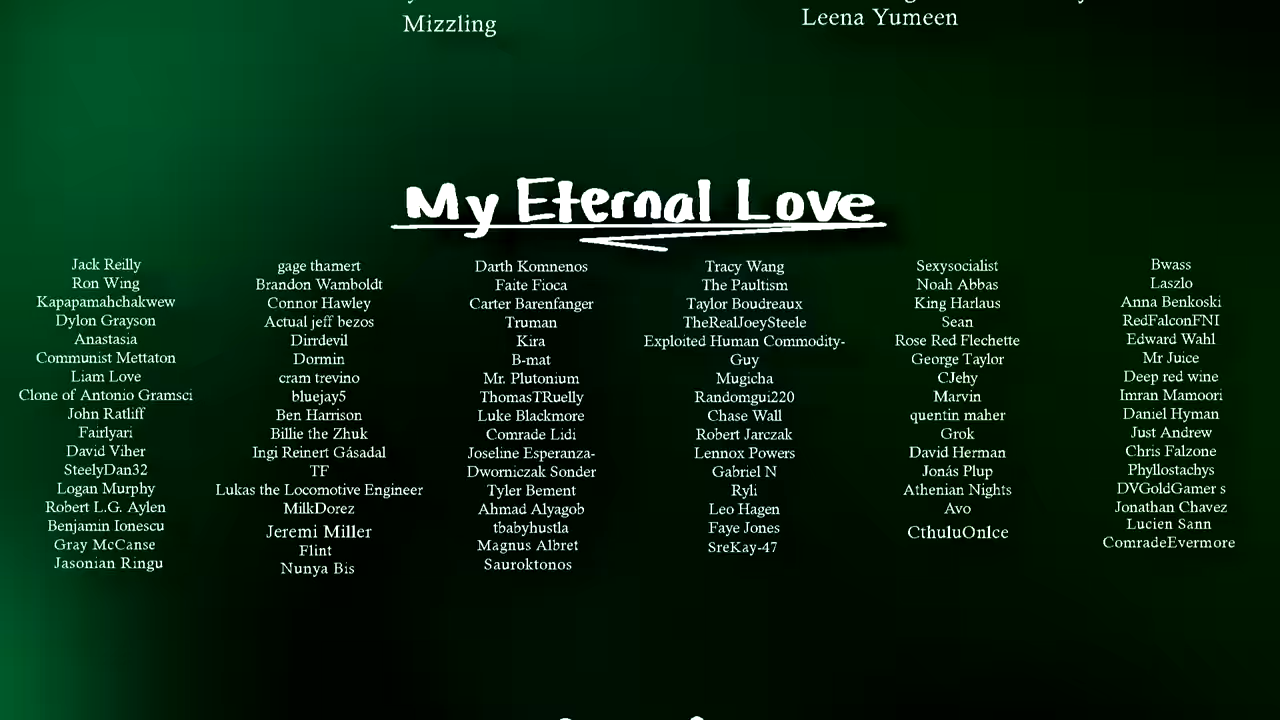 Mizzling
Leena Yumeen
My Eternal Love
Jack Reilly
Ron Wing
Kapapamahchakwew
Dylon Grayson
Anastasia
Communist Mettaton
Liam Love
Clone of Antonio Gramsci
John Ratliff
Fairlyari
David Viher
SteelyDan32
Logan Murphy
Robert L.G. Aylen
Benjamin Ionescu
Gray McCanse
Jasonian Ringu
gage thamert
Brandon Wamboldt
Connor Hawley
Actual jeff bezos
Dirrdevil
Dormin
cram trevino
bluejay5
Ben Harrison
Billie the Zhuk
Ingi Reinert Gásadal
TF
Lukas the Locomotive Engineer
MilkDorez
Jeremi Miller
Flint
Nunya Bis
Darth Komnenos
Faite Fioca
Carter Barenfanger
Truman
Kira
B-mat
Mr. Plutonium
ThomasTRuelly
Luke Blackmore
Comrade Lidi
Joseline Esperanza-
Dworniczak Sonder
Tyler Bement
Ahmad Alyagob
tbabyhustla
Magnus Albret
Sauroktonos
Tracy Wang
The Paultism
Taylor Boudreaux
TheRealJoeySteele
Exploited Human Commodity-
Guy
Mugicha
Randomgui220
Chase Wall
Robert Jarczak
Lennox Powers
Gabriel N
Ryli
Leo Hagen
Faye Jones
SreKay-47
Sexysocialist
Noah Abbas
King Harlaus
Sean
Rose Red Flechette
George Taylor
CJehy
Marvin
quentin maher
Grok
David Herman
Jonás Plup
Athenian Nights
Avo
CthuluOnIce
Bwass
Laszlo
Anna Benkoski
RedFalconFNI
Edward Wahl
Mr Juice
Deep red wine
Imran Mamoori
Daniel Hyman
Just Andrew
Chris Falzone
Phyllostachys
DVGoldGamer s
Jonathan Chavez
Lucien Sann
ComradeEvermore